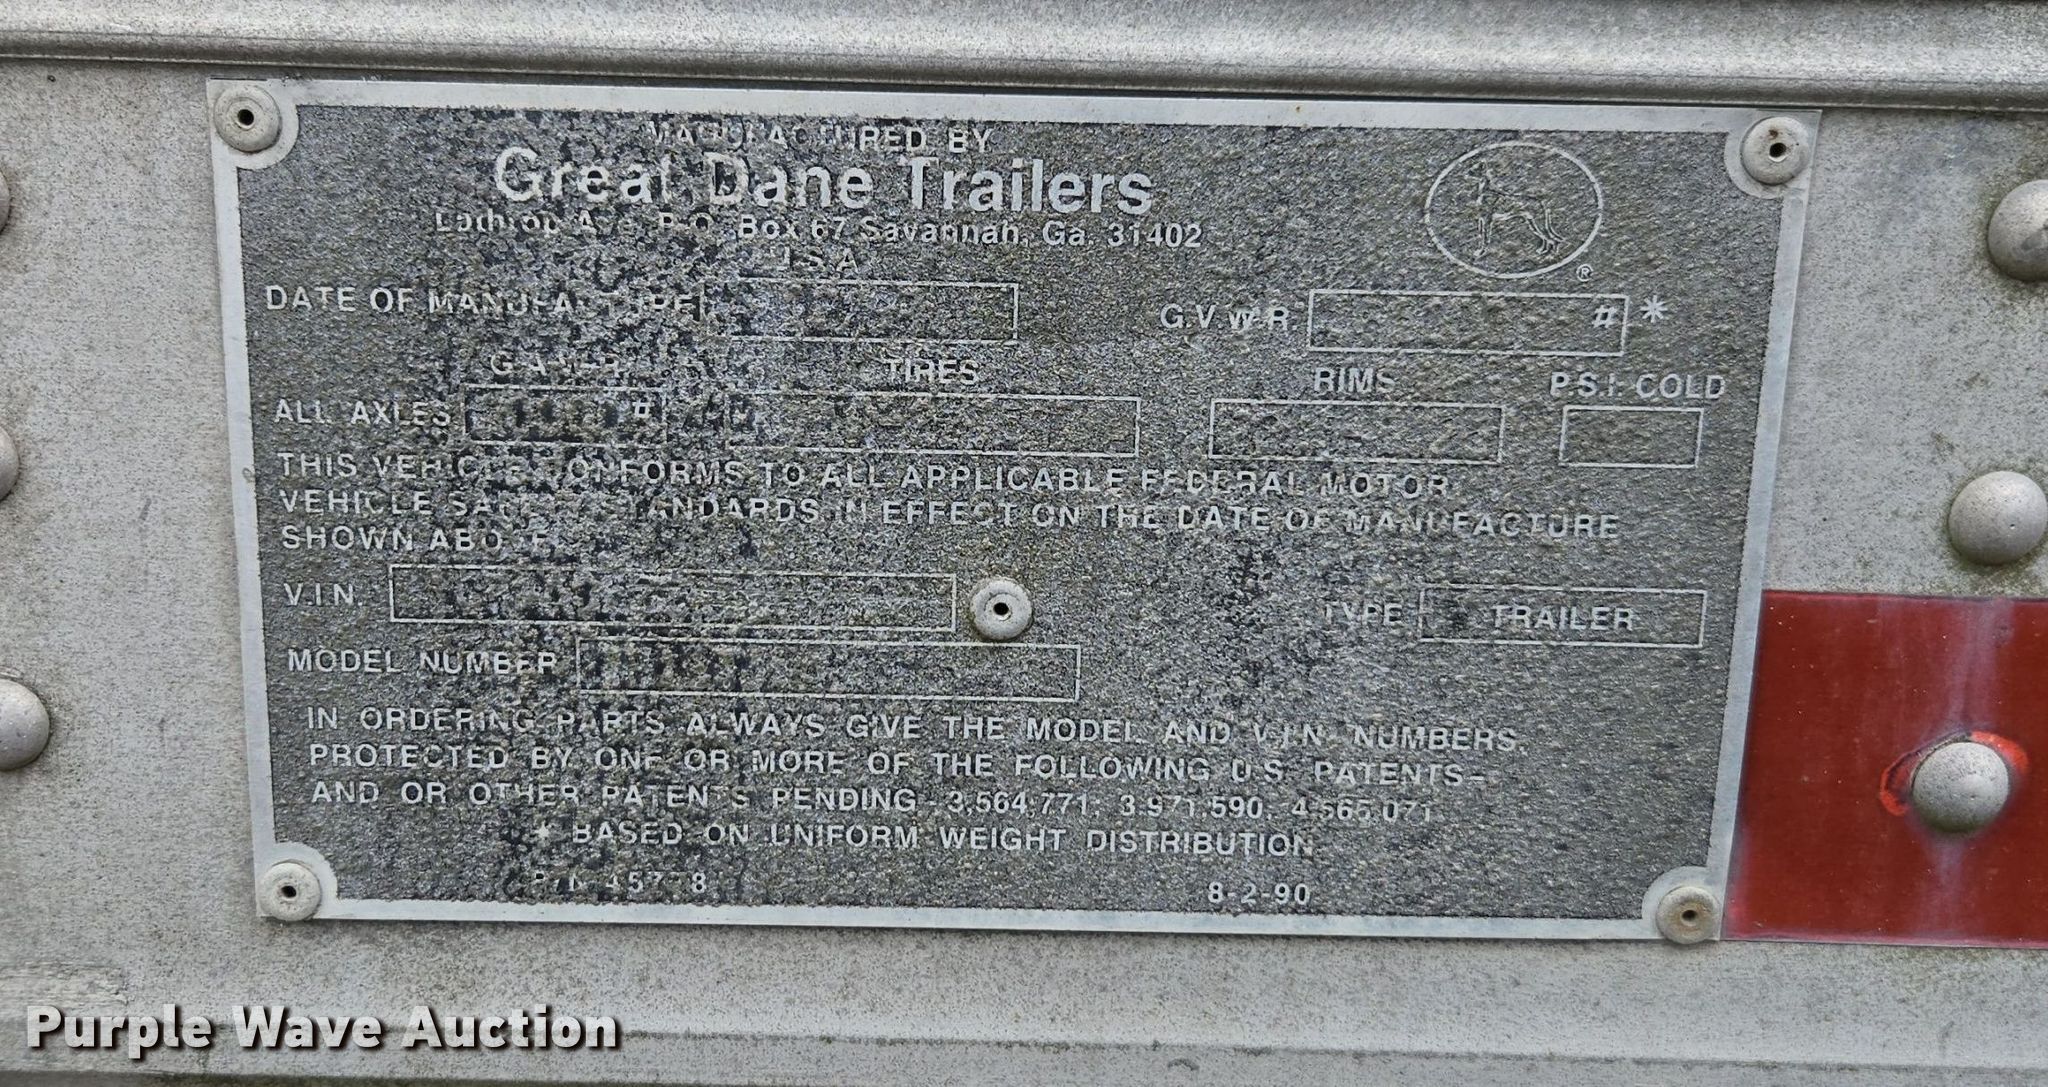 MANUFACTURED BY
Great Dane Trailers
Lathrop Ave. P.O. Box 67 Savannah, Ga. 31402
U.S.A.
DATE OF MANUFACTURE
G.V.W.R. # *
G.A.W.R. TIRES RIMS P.S.I. COLD
ALL AXLES #
THIS VEHICLE CONFORMS TO ALL APPLICABLE FEDERAL MOTOR
VEHICLE SAFETY STANDARDS IN EFFECT ON THE DATE OF MANUFACTURE
SHOWN ABOVE
V.I.N. TYPE TRAILER
MODEL NUMBER
IN ORDERING PARTS ALWAYS GIVE THE MODEL AND V.I.N. NUMBERS.
PROTECTED BY ONE OR MORE OF THE FOLLOWING U.S. PATENTS-
AND OR OTHER PATENTS PENDING - 3,564,771; 3,971,590; 4,565,071
* BASED ON UNIFORM WEIGHT DISTRIBUTION
8-2-90
Purple Wave Auction